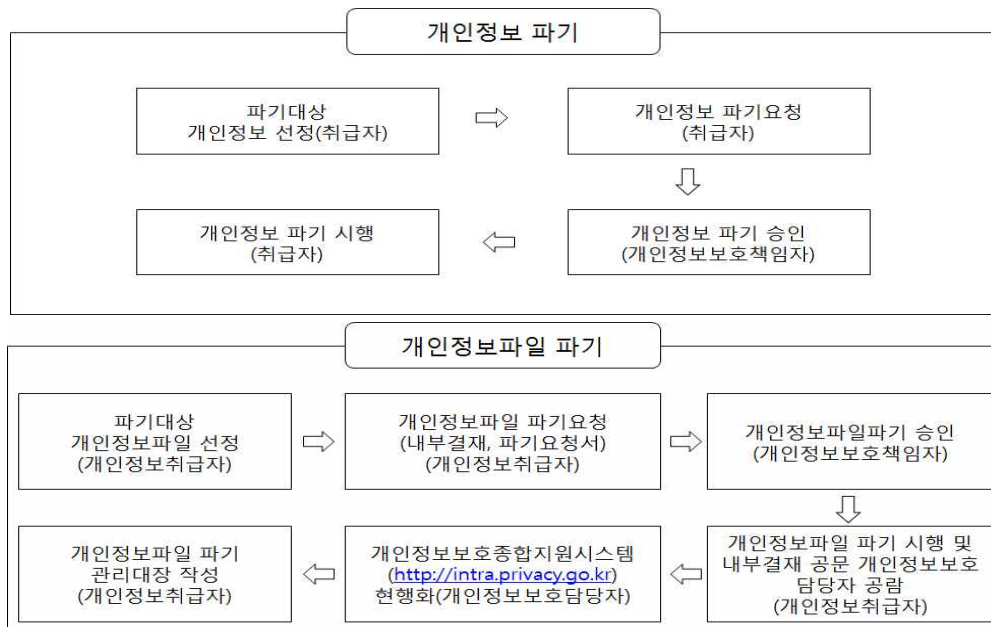 개인정보 파기
파기대상
개인정보 선정(취급자)
개인정보 파기요청
(취급자)
개인정보 파기 승인
(개인정보보호책임자)
개인정보 파기 시행
(취급자)
개인정보파일 파기
파기대상
개인정보파일 선정
(개인정보취급자)
개인정보파일 파기요청
(내부결재, 파기요청서)
(개인정보취급자)
개인정보파일파기 승인
(개인정보보호책임자)
개인정보파일 파기 시행 및
내부결재 공문 개인정보보호
담당자 공람
(개인정보취급자)
개인정보보호종합지원시스템
(http://intra.privacy.go.kr)
현행화(개인정보보호담당자)
개인정보파일 파기
관리대장 작성
(개인정보취급자)